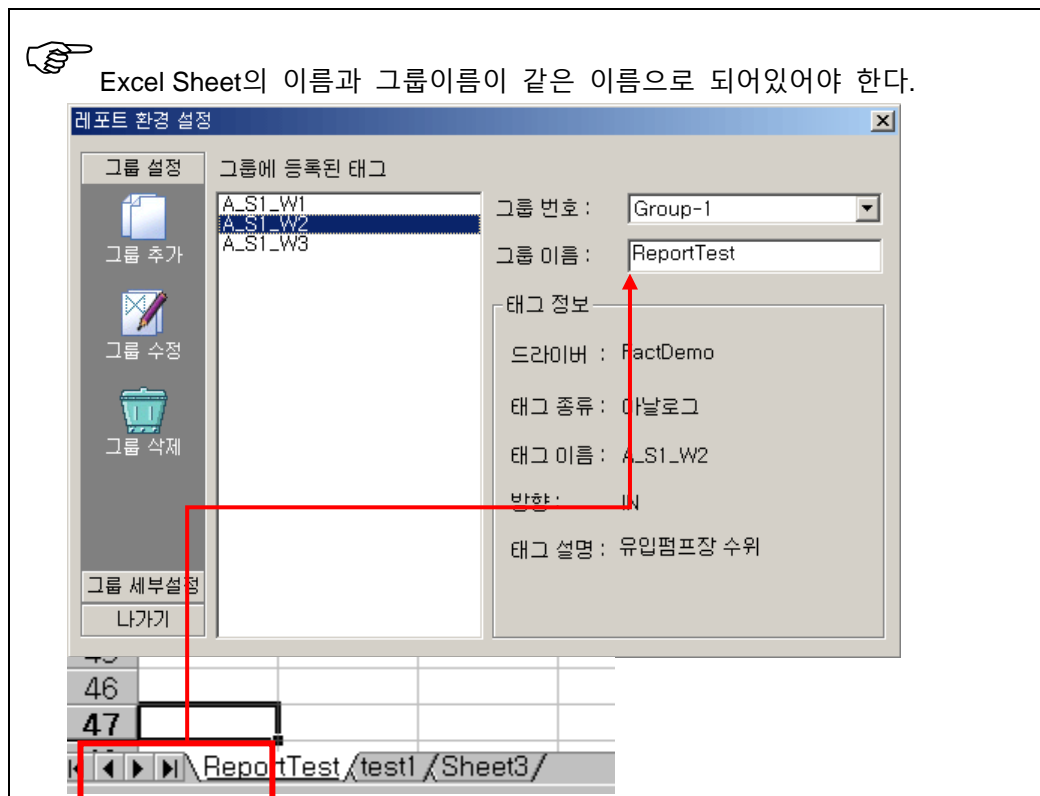 Excel Sheet의 이름과 그룹이름이 같은 이름으로 되어있어야 한다.
레포트 환경 설정
그룹 설정
그룹에 등록된 태그
A_S1_W1
A_S1_W2
A_S1_W3
그룹 번호 : Group-1
그룹 이름 : ReportTest
그룹 추가
그룹 수정
그룹 삭제
태그 정보
드라이버 : FactDemo
태그 종류 : 아날로그
태그 이름 : A_S1_W2
방향 : IN
태그 설명 : 유입펌프장 수위
그룹 세부설정
나가기
46
47
ReportTest test1 Sheet3